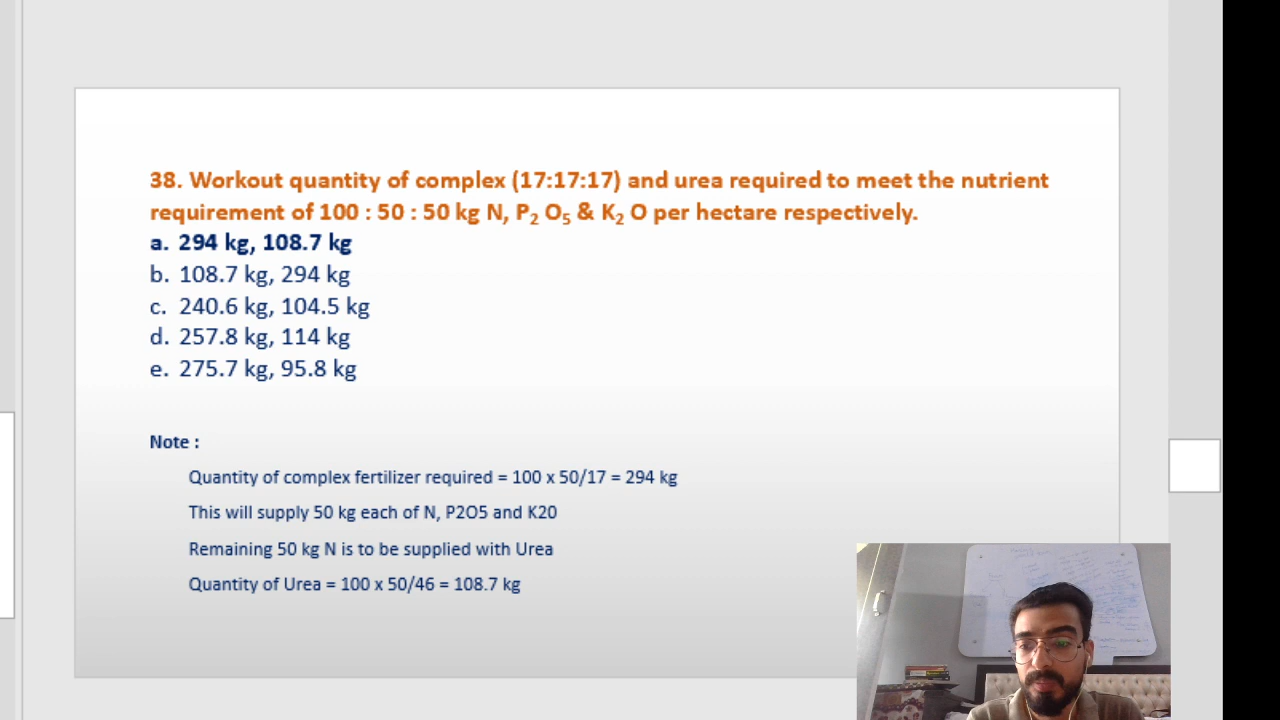 38. Workout quantity of complex (17:17:17) and urea required to meet the nutrient
requirement of 100 : 50 : 50 kg N, P₂ O₅ & K₂ O per hectare respectively.
a. 294 kg, 108.7 kg
b. 108.7 kg, 294 kg
c. 240.6 kg, 104.5 kg
d. 257.8 kg, 114 kg
e. 275.7 kg, 95.8 kg
Note :
Quantity of complex fertilizer required = 100 x 50/17 = 294 kg
This will supply 50 kg each of N, P2O5 and K20
Remaining 50 kg N is to be supplied with Urea
Quantity of Urea = 100 x 50/46 = 108.7 kg